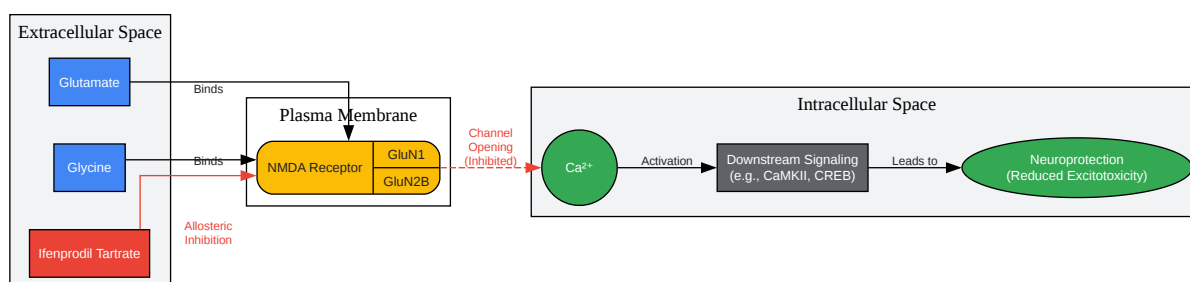 Extracellular Space
Glutamate
Binds
Glycine
Binds
Ifenprodil Tartrate
Allosteric
Inhibition
Plasma Membrane
NMDA Receptor
GluN1
GluN2B
Channel
Opening
(Inhibited)
Intracellular Space
Ca²⁺
Activation
Downstream Signaling
(e.g., CaMKII, CREB)
Leads to
Neuroprotection
(Reduced Excitotoxicity)